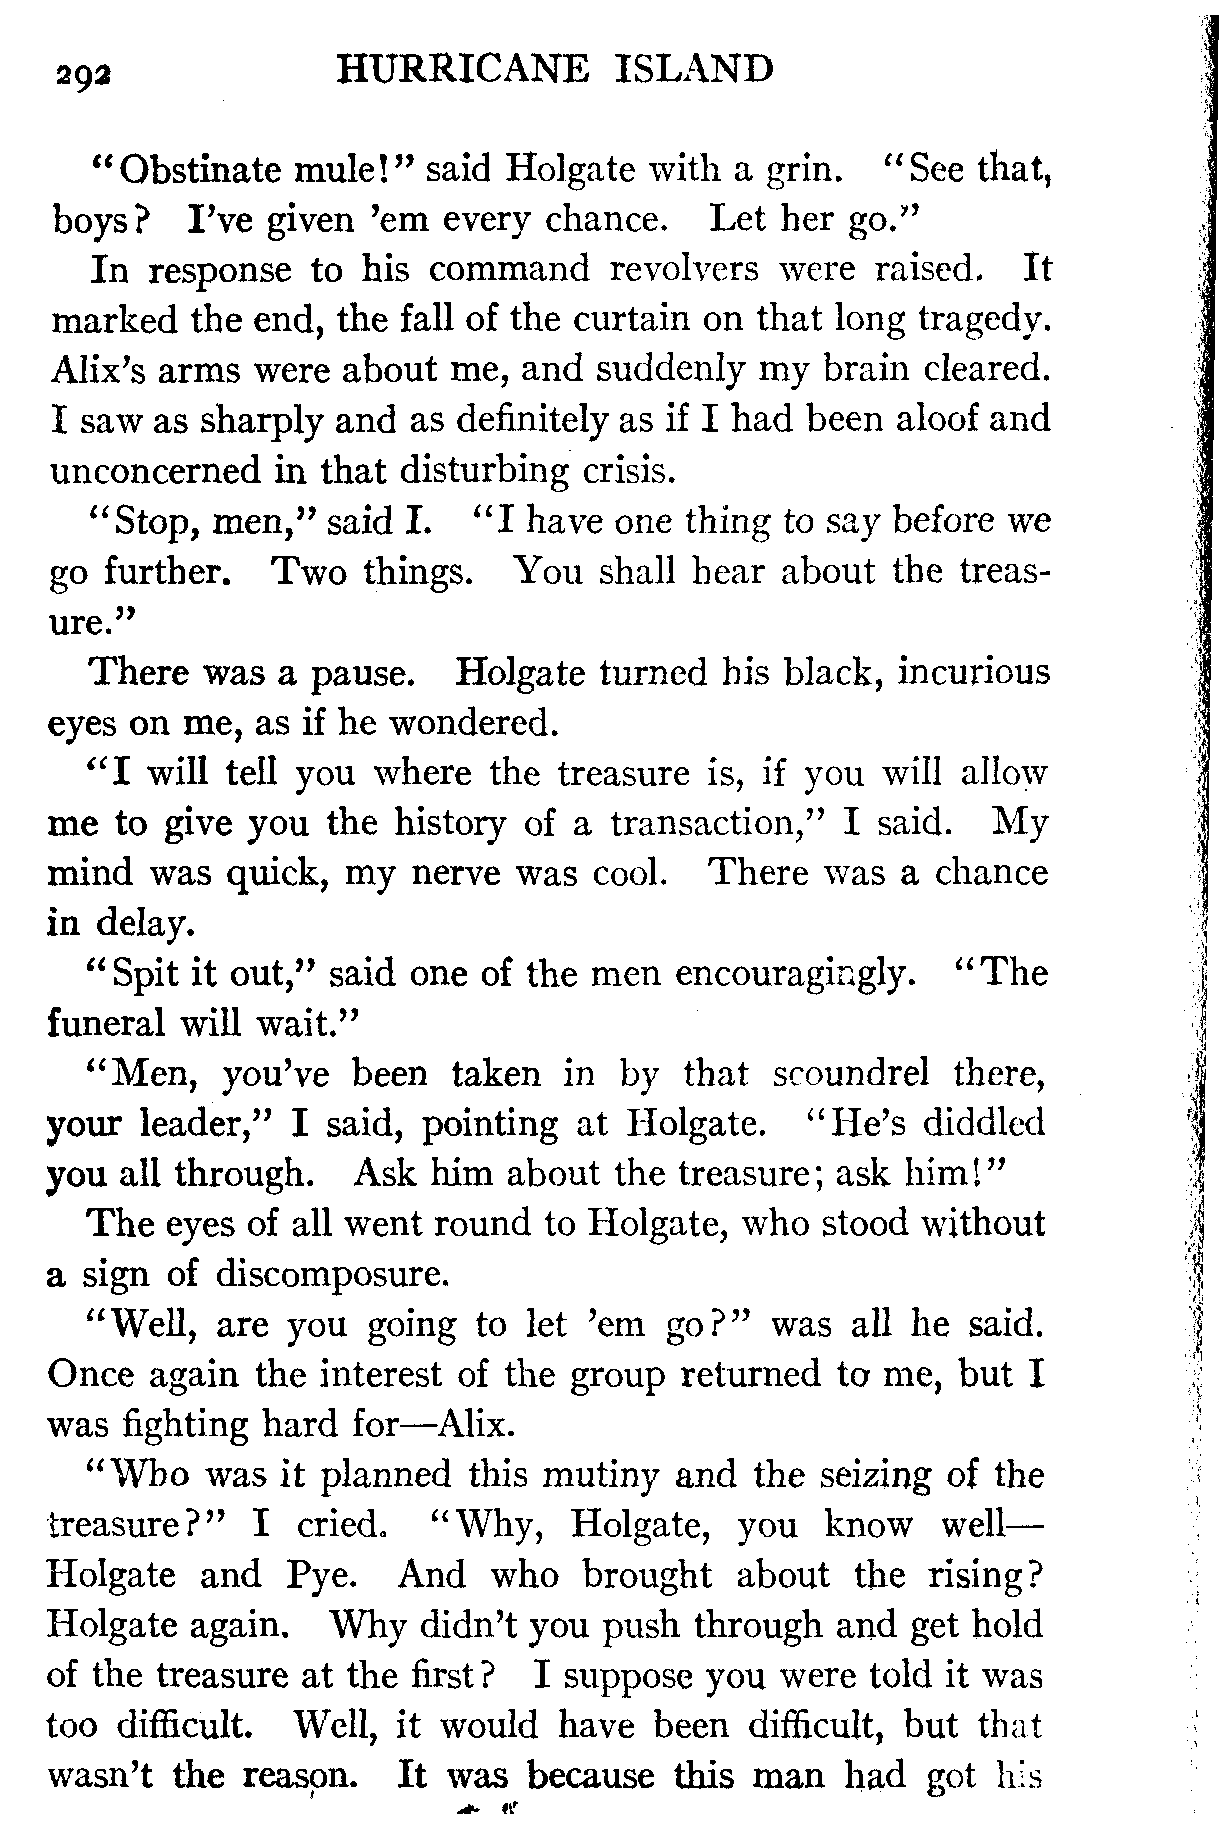 292 HURRICANE ISLAND
"Obstinate mule!" said Holgate with a grin. "See that,
boys? I've given 'em every chance. Let her go."
In response to his command revolvers were raised. It
marked the end, the fall of the curtain on that long tragedy.
Alix's arms were about me, and suddenly my brain cleared.
I saw as sharply and as definitely as if I had been aloof and
unconcerned in that disturbing crisis.
"Stop, men," said I. "I have one thing to say before we
go further. Two things. You shall hear about the treas-
ure."
There was a pause. Holgate turned his black, incurious
eyes on me, as if he wondered.
"I will tell you where the treasure is, if you will allow
me to give you the history of a transaction," I said. My
mind was quick, my nerve was cool. There was a chance
in delay.
"Spit it out," said one of the men encouragingly. "The
funeral will wait."
"Men, you've been taken in by that scoundrel there,
your leader," I said, pointing at Holgate. "He's diddled
you all through. Ask him about the treasure; ask him!"
The eyes of all went round to Holgate, who stood without
a sign of discomposure.
"Well, are you going to let 'em go?" was all he said.
Once again the interest of the group returned to me, but I
was fighting hard for—Alix.
"Who was it planned this mutiny and the seizing of the
treasure?" I cried. "Why, Holgate, you know well—
Holgate and Pye. And who brought about the rising?
Holgate again. Why didn't you push through and get hold
of the treasure at the first? I suppose you were told it was
too difficult. Well, it would have been difficult, but that
wasn't the reason. It was because this man had got his